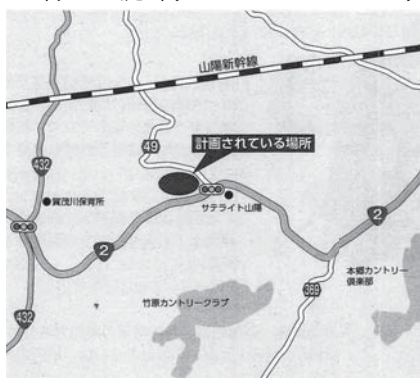 山陽新幹線
49
計画されている場所
432
賀茂川保育所
サテライト山陽
2
2
本郷カントリー
倶楽部
369
竹原カントリークラブ
432